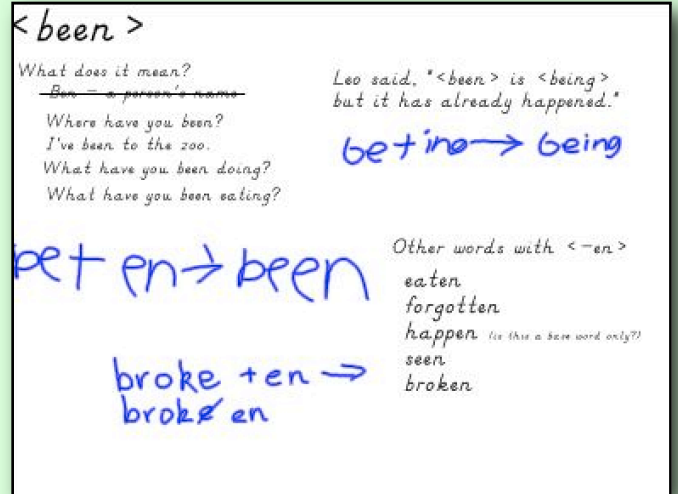 <been>
What does it mean?
Ben - a person's name
Where have you been?
I've been to the zoo.
What have you been doing?
What have you been eating?
Leo said, "<been> is <being>
but it has already happened."
be+ing→ being
be+ en→been
broke +en→
broke en
Other words with <-en>
eaten
forgotten
happen (is this a base word only?)
seen
broken